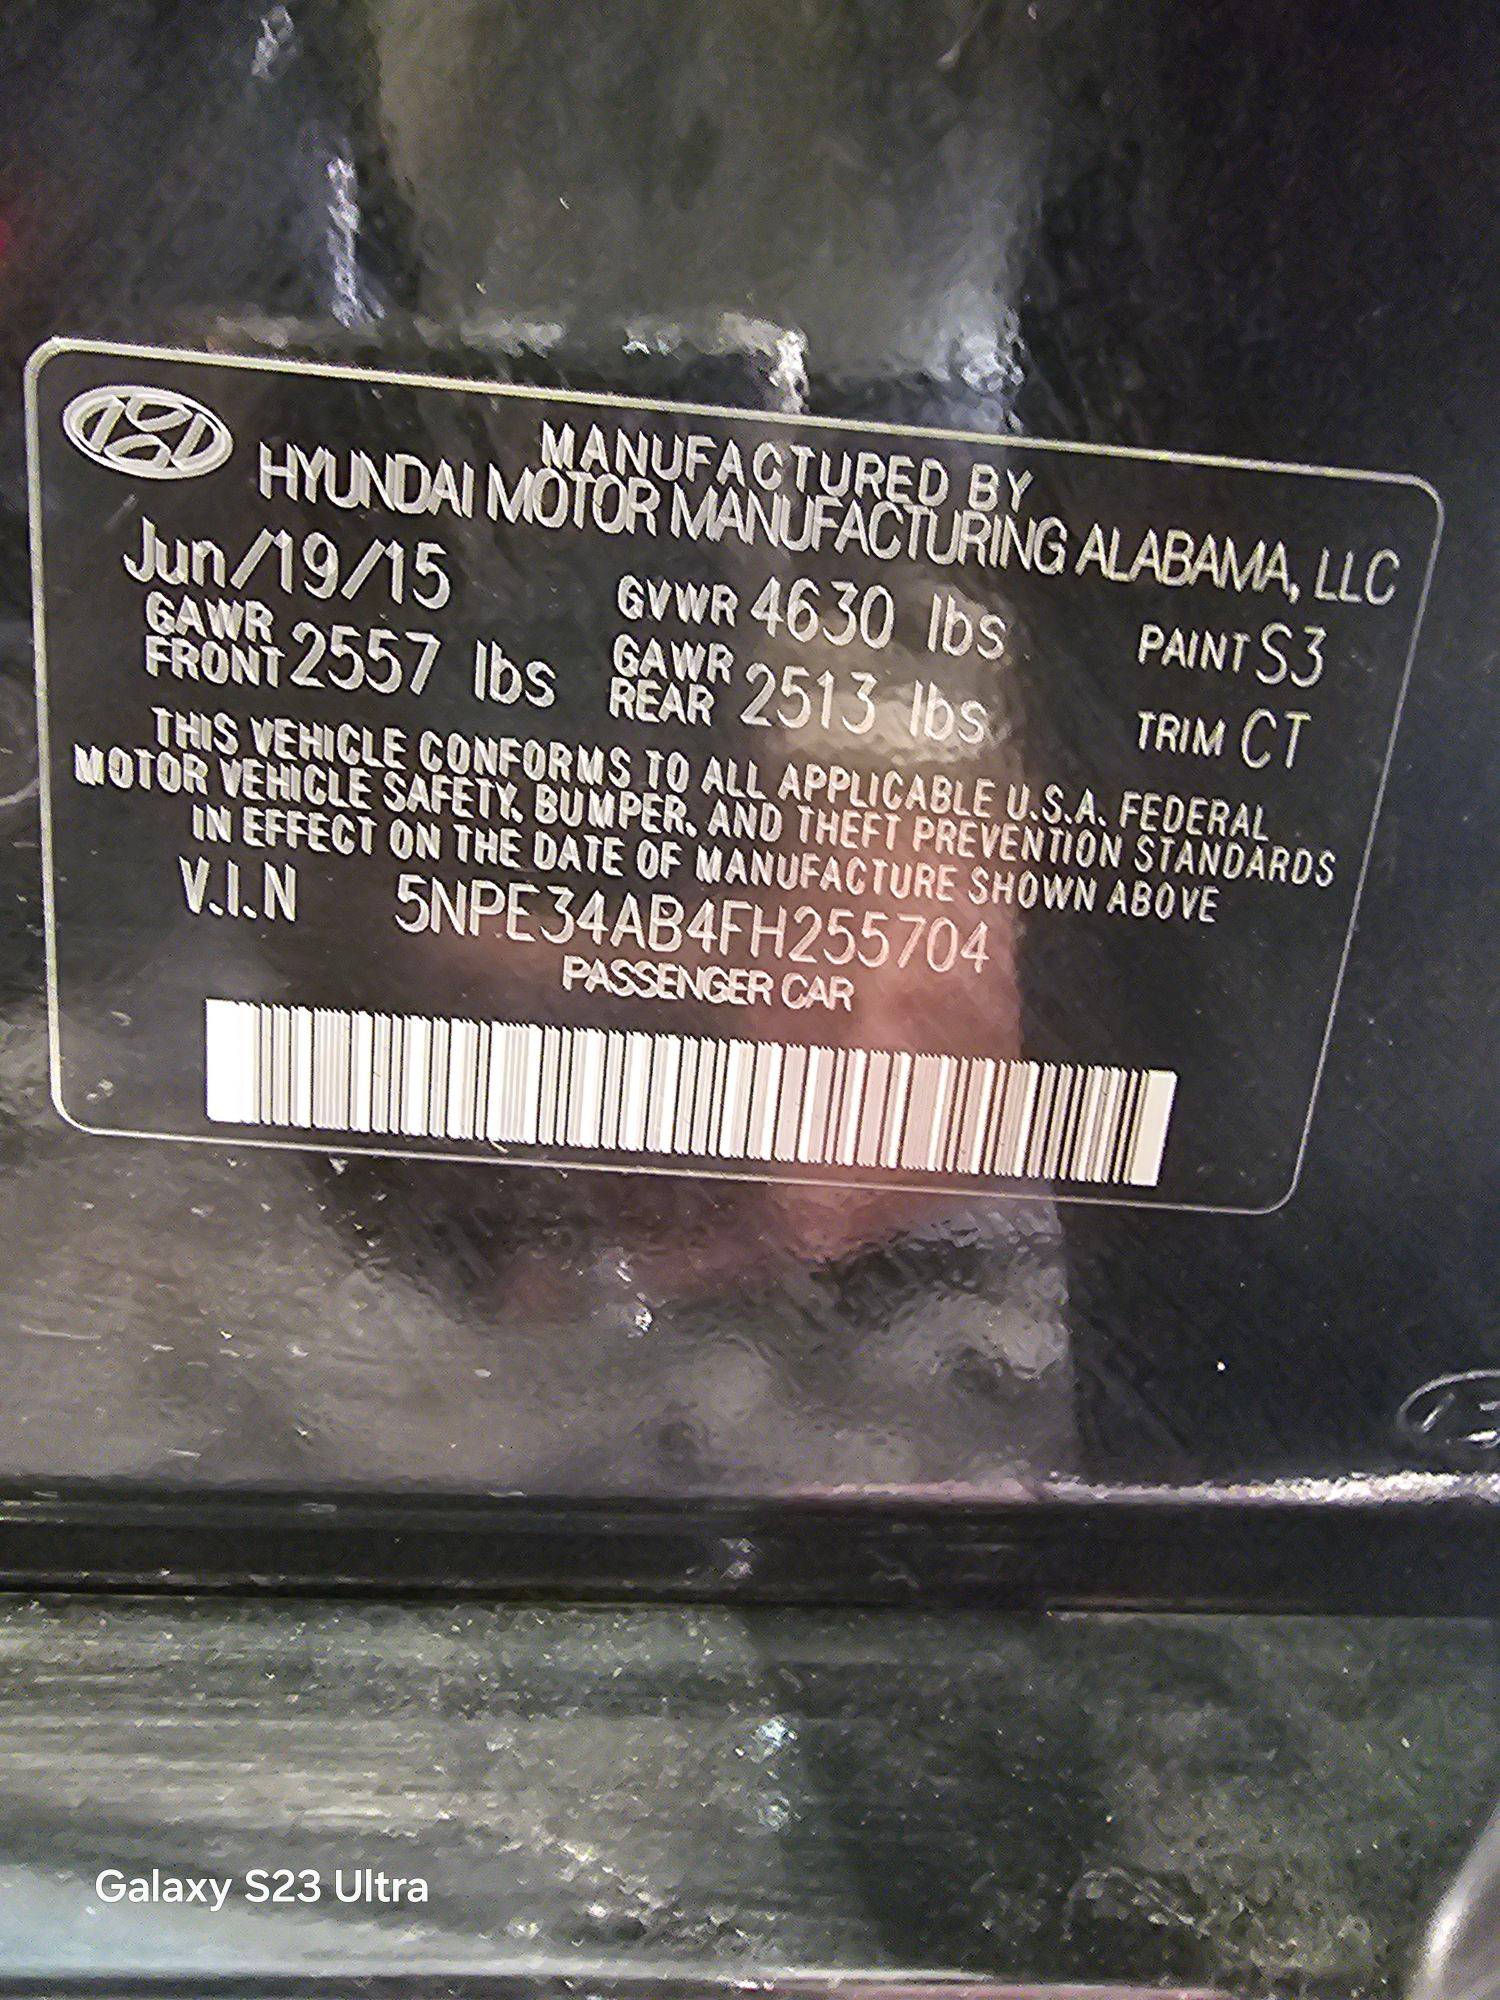 MANUFACTURED BY
HYUNDAI MOTOR MANUFACTURING ALABAMA, LLC
Jun/19/15 GVWR 4630 lbs PAINT S3
GAWR FRONT 2557 lbs GAWR REAR 2513 lbs TRIM CT
THIS VEHICLE CONFORMS TO ALL APPLICABLE U.S.A. FEDERAL
MOTOR VEHICLE SAFETY, BUMPER, AND THEFT PREVENTION STANDARDS
IN EFFECT ON THE DATE OF MANUFACTURE SHOWN ABOVE
V.I.N 5NPE34AB4FH255704
PASSENGER CAR
Galaxy S23 Ultra